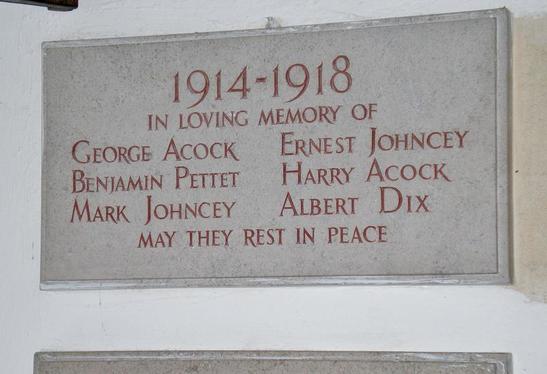 1914-1918
IN LOVING MEMORY OF
GEORGE ACOCK ERNEST JOHNCEY
BENJAMIN PETTET HARRY ACOCK
MARK JOHNCEY ALBERT DIX
MAY THEY REST IN PEACE